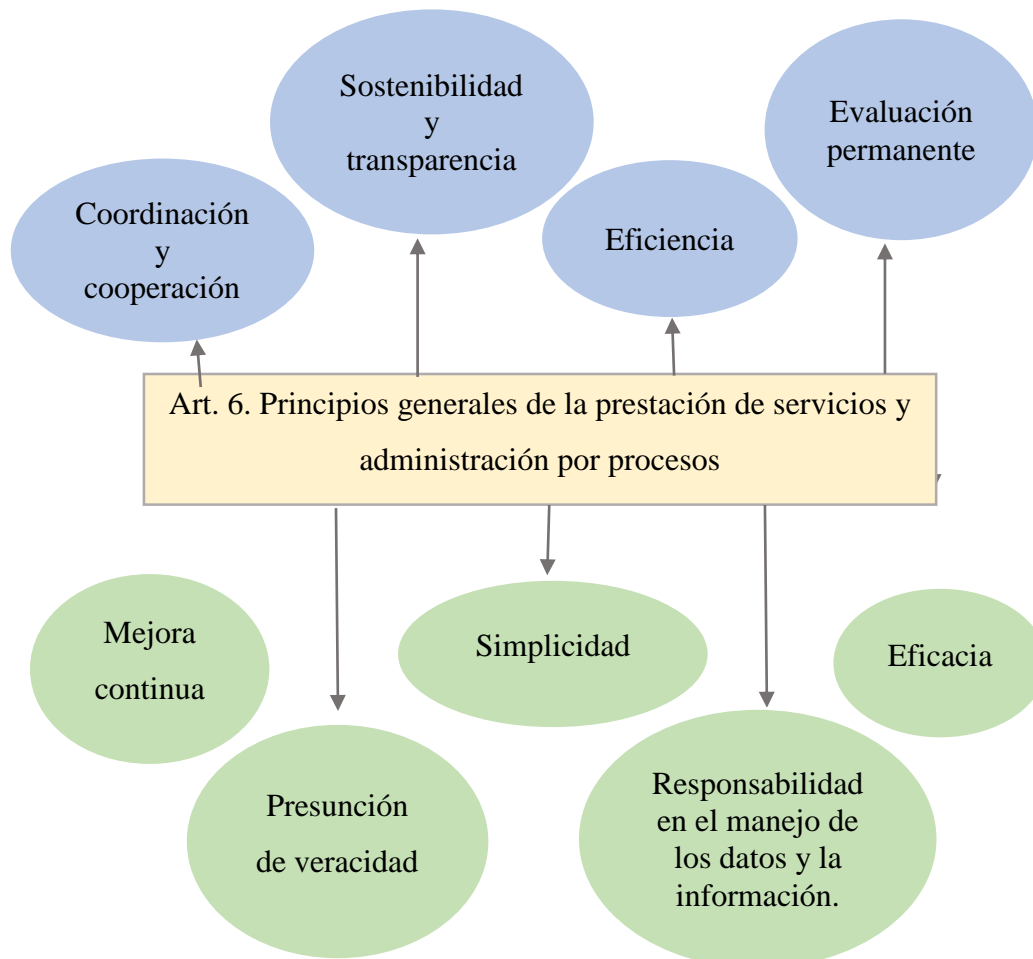 Sostenibilidad
y
transparencia
Evaluación
permanente
Coordinación
y
cooperación
Eficiencia
Art. 6. Principios generales de la prestación de servicios y
administración por procesos
Mejora
continua
Simplicidad
Eficacia
Presunción
de veracidad
Responsabilidad
en el manejo de
los datos y la
información.